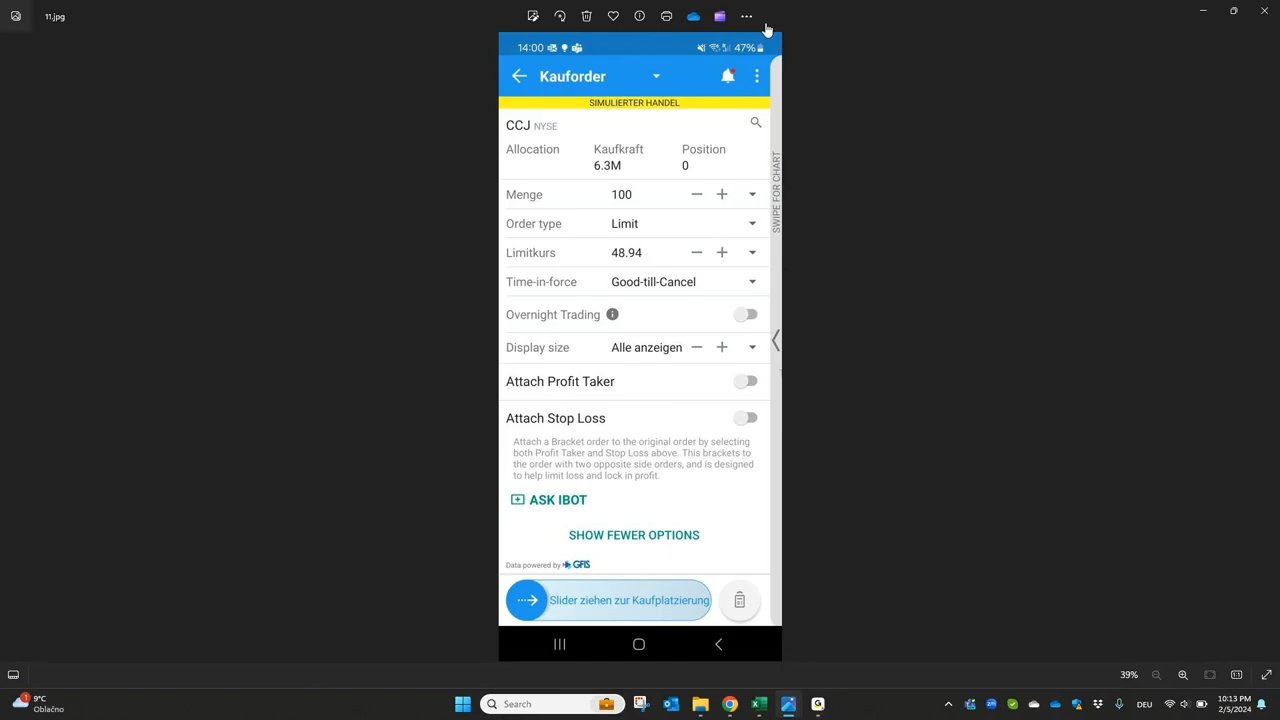 11.jpg
14:00 47%
Kauforder
SIMULIERTER HANDEL
CCJ NYSE
Allocation Kaufkraft Position
6.3M 0
SWIPE FOR CHART
Menge 100
Order type Limit
Limitkurs 48.94
Time-in-force Good-till-Cancel
Overnight Trading
Display size Alle anzeigen
Attach Profit Taker
Attach Stop Loss
Attach a Bracket order to the original order by selecting
both Profit Taker and Stop Loss above. This brackets to
the order with two opposite side orders, and is designed
to help limit loss and lock in profit.
ASK IBOT
SHOW FEWER OPTIONS
Data powered by GFIS
Slider ziehen zur Kaufplatzierung
39%
1 9°C
Oblačno
Search
DEU
10:13 PM
2/5/2024